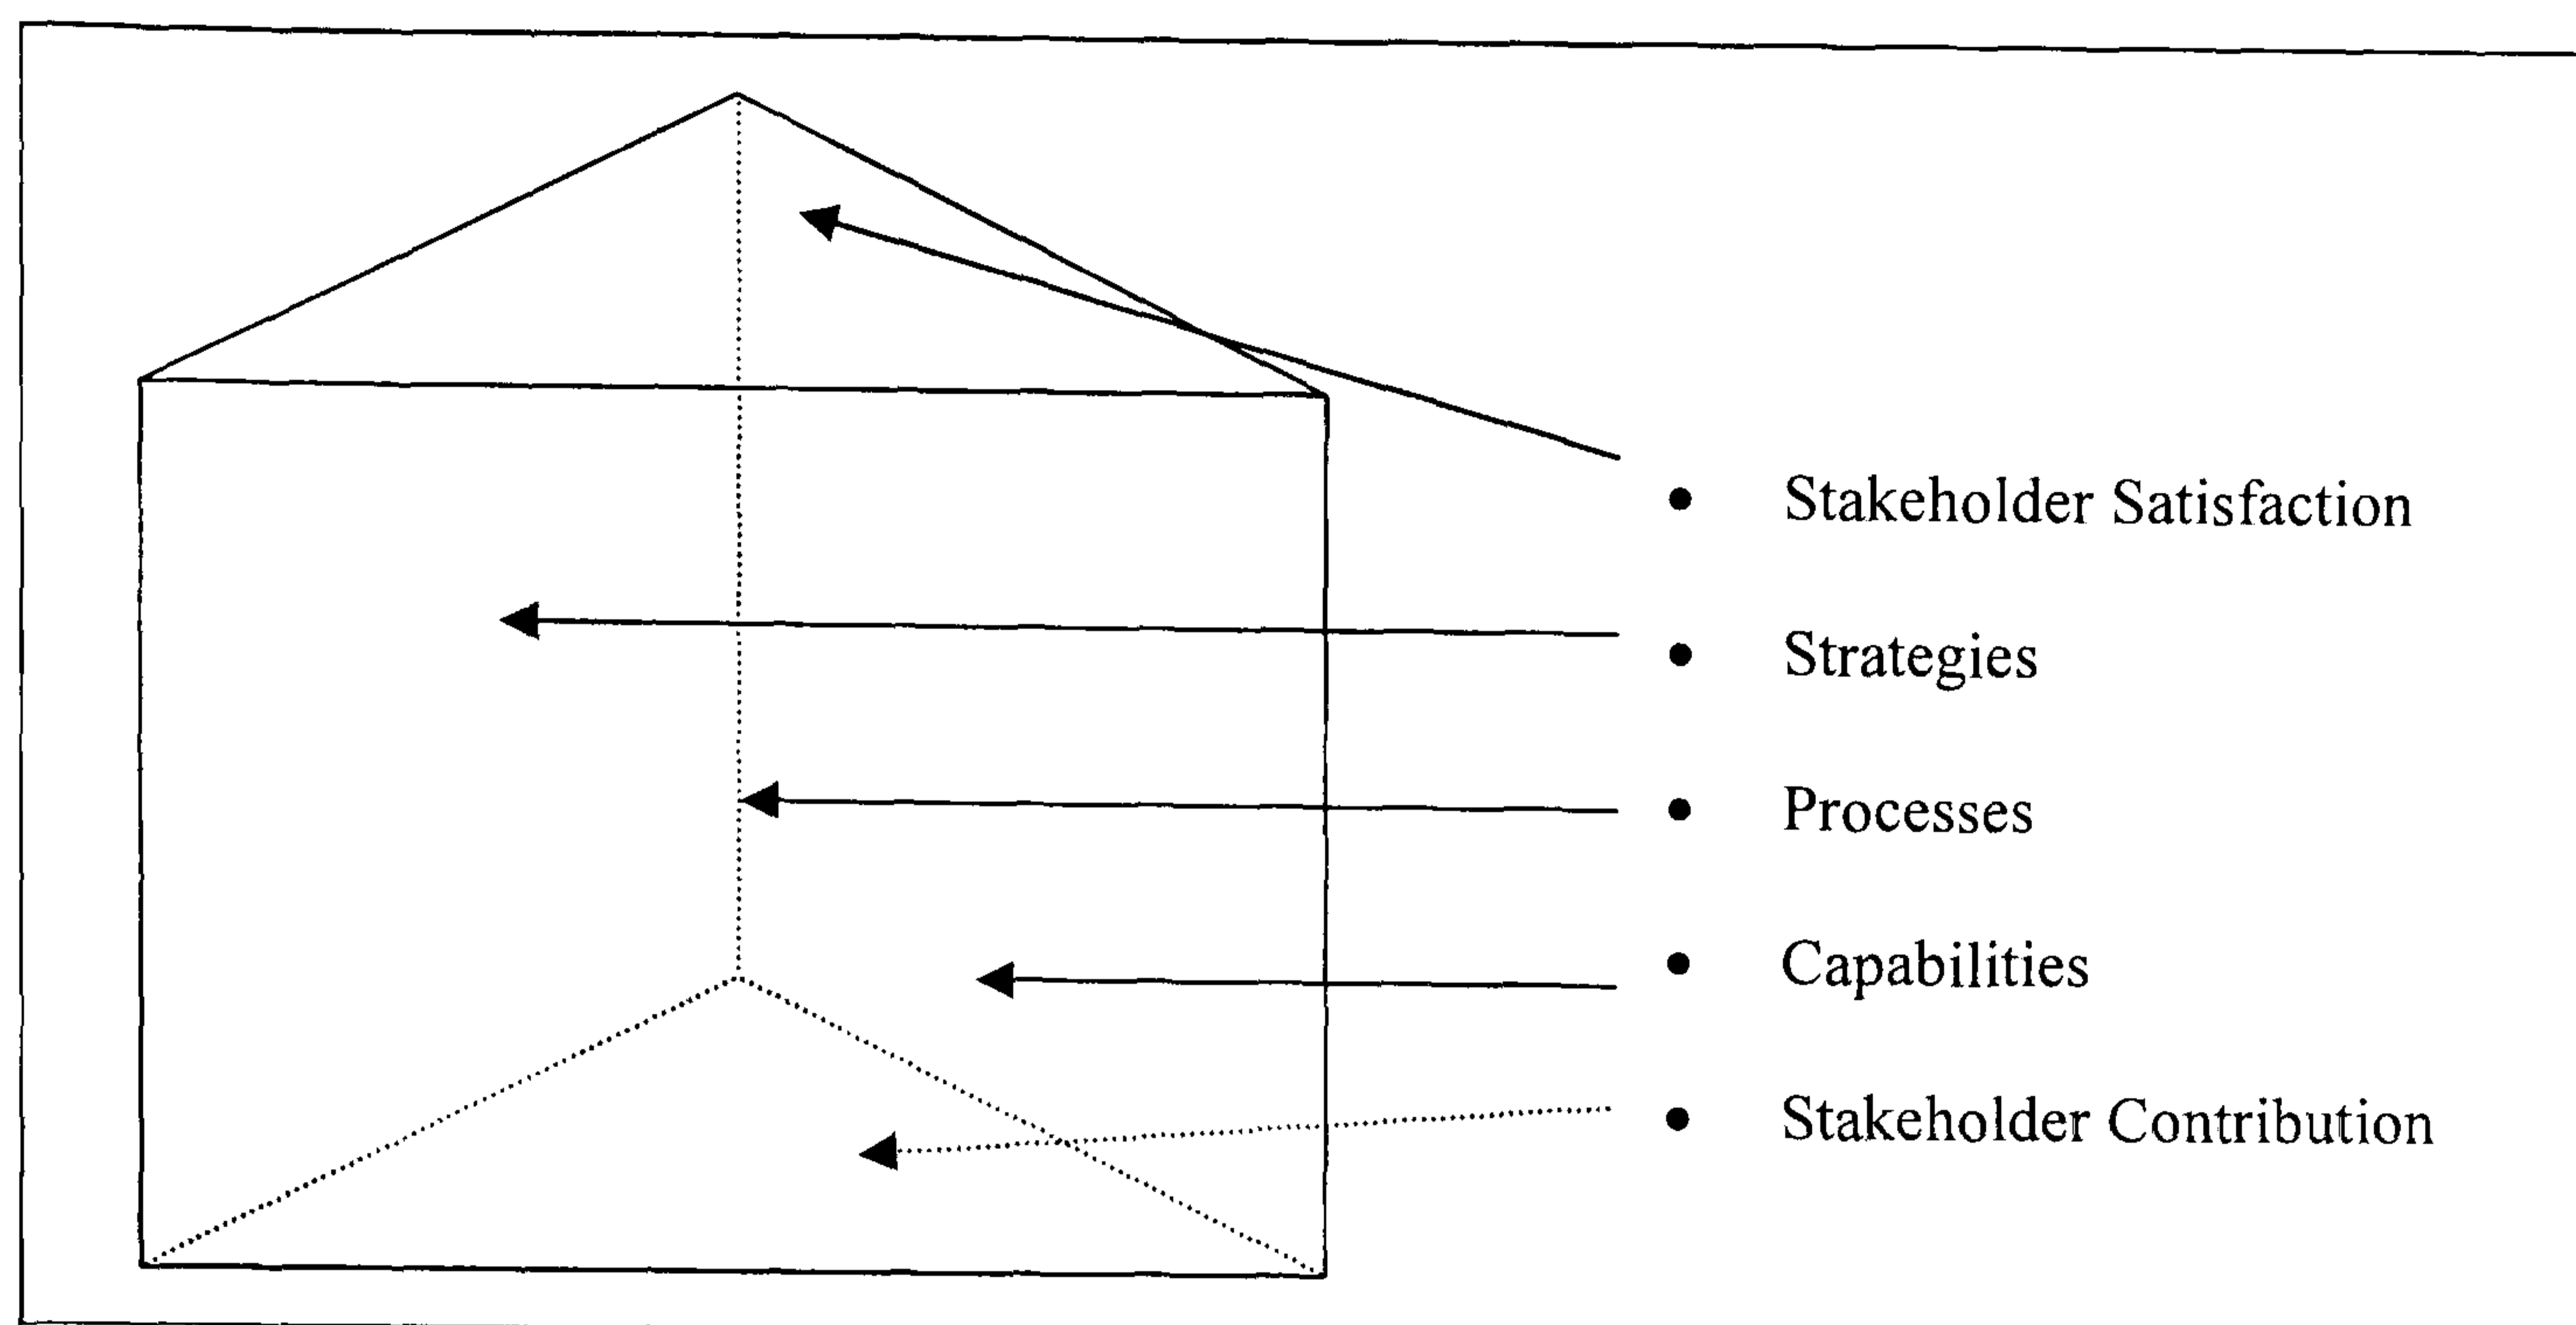 • Stakeholder Satisfaction
• Strategies
• Processes
• Capabilities
• Stakeholder Contribution